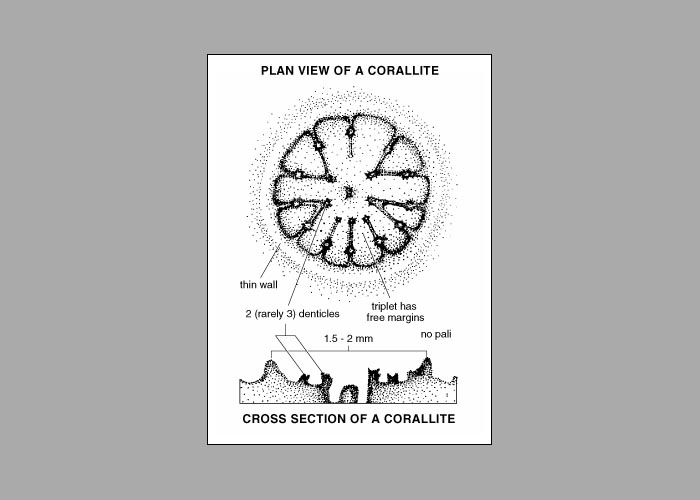 PLAN VIEW OF A CORALLITE
thin wall
2 (rarely 3) denticles
triplet has
free margins
no pali
1.5 - 2 mm
CROSS SECTION OF A CORALLITE